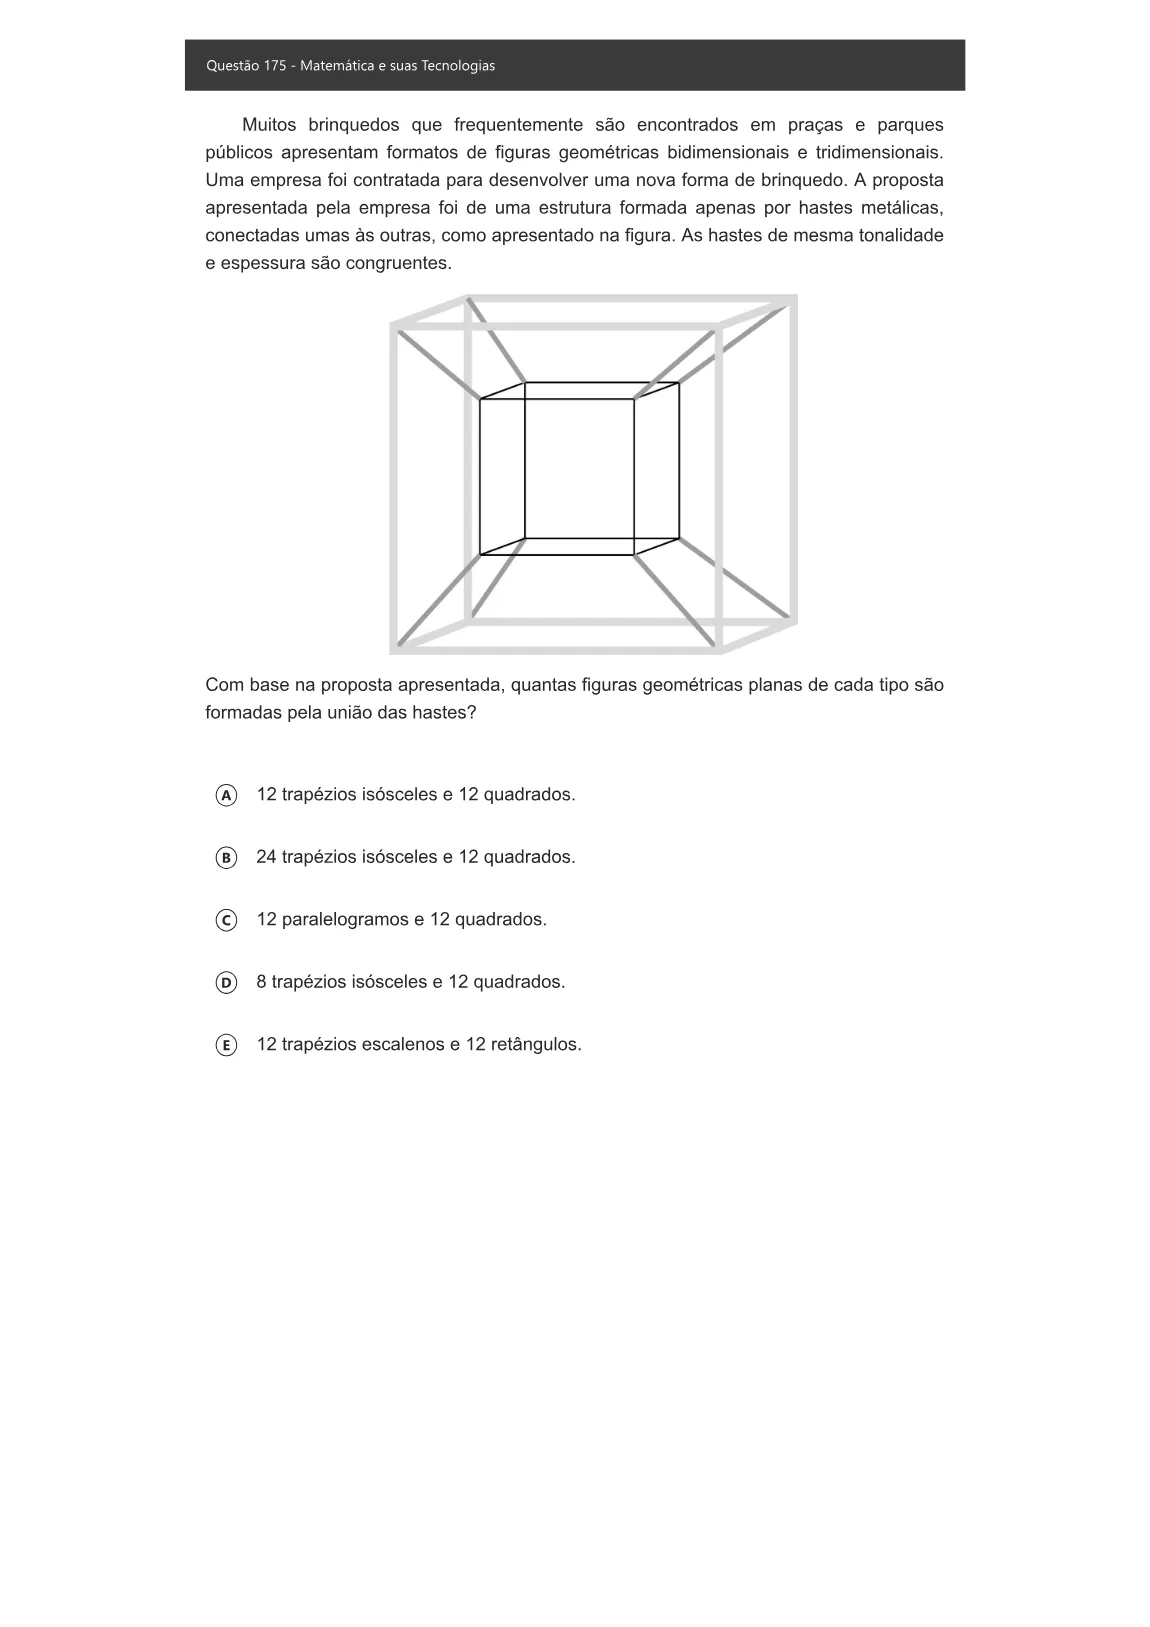 Questão 175 - Matemática e suas Tecnologias
Muitos brinquedos que frequentemente são encontrados em praças e parques
públicos apresentam formatos de figuras geométricas bidimensionais e tridimensionais.
Uma empresa foi contratada para desenvolver uma nova forma de brinquedo. A proposta
apresentada pela empresa foi de uma estrutura formada apenas por hastes metálicas,
conectadas umas às outras, como apresentado na figura. As hastes de mesma tonalidade
e espessura são congruentes.
Com base na proposta apresentada, quantas figuras geométricas planas de cada tipo são
formadas pela união das hastes?
A 12 trapézios isósceles e 12 quadrados.
B 24 trapézios isósceles e 12 quadrados.
C 12 paralelogramos e 12 quadrados.
D 8 trapézios isósceles e 12 quadrados.
E 12 trapézios escalenos e 12 retângulos.